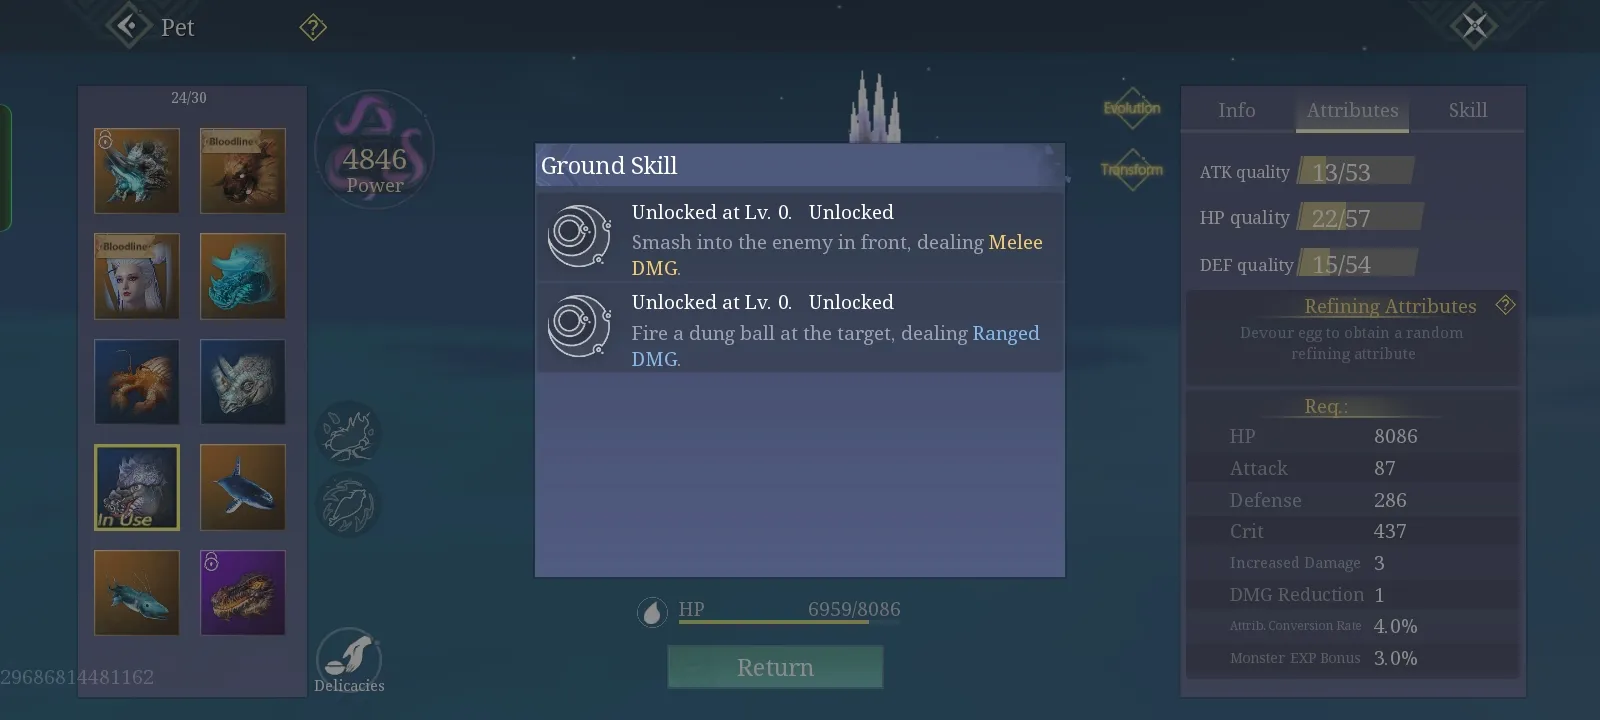 Pet
?
24/30
Bloodline
Bloodline
In Use
4846
Power
Delicacies
29686814481162
Ground Skill
Unlocked at Lv. 0. Unlocked
Smash into the enemy in front, dealing Melee
DMG.
Unlocked at Lv. 0. Unlocked
Fire a dung ball at the target, dealing Ranged
DMG.
HP 6959/8086
Return
Evolution
Transform
Info Attributes Skill
ATK quality 13/53
HP quality 22/57
DEF quality 15/54
Refining Attributes ?
Devour egg to obtain a random
refining attribute
Req.:
HP 8086
Attack 87
Defense 286
Crit 437
Increased Damage 3
DMG Reduction 1
Attrib. Conversion Rate 4.0%
Monster EXP Bonus 3.0%